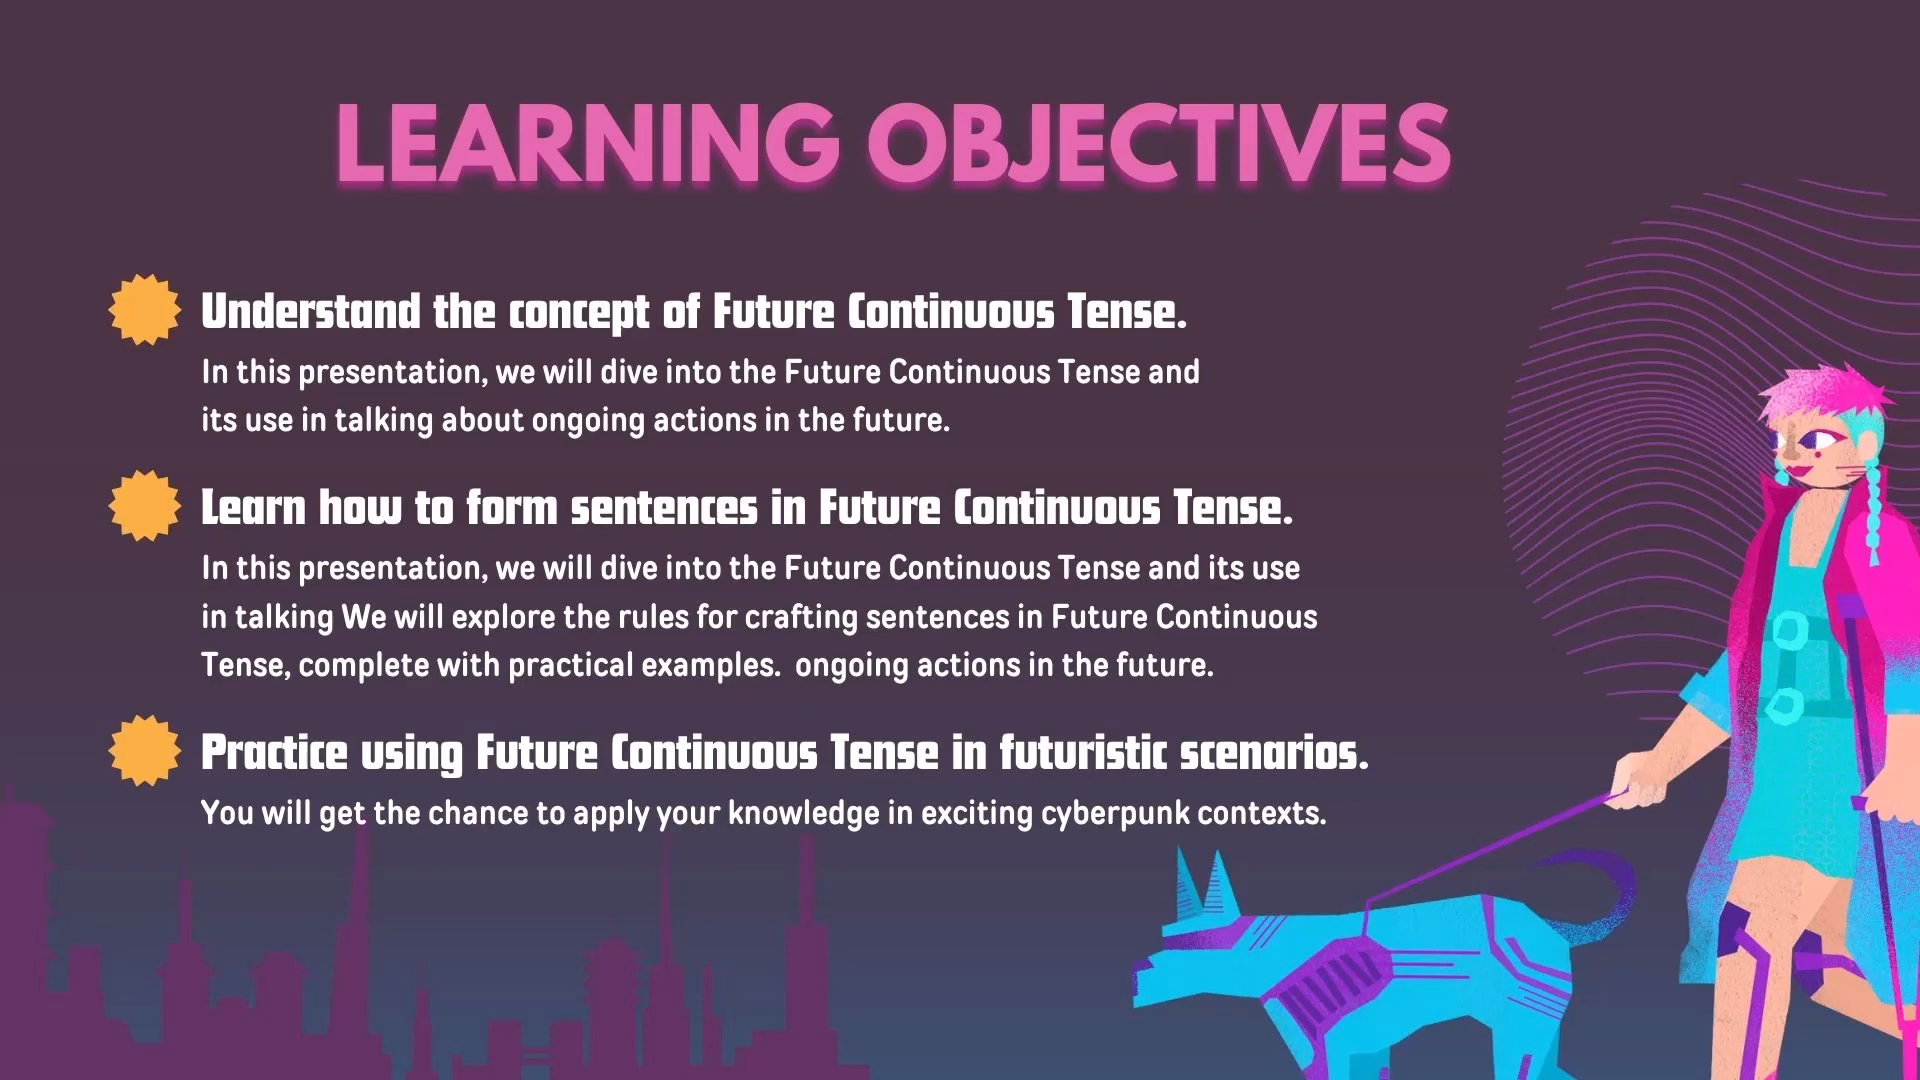 LEARNING OBJECTIVES
Understand the concept of Future Continuous Tense.
In this presentation, we will dive into the Future Continuous Tense and
its use in talking about ongoing actions in the future.
Learn how to form sentences in Future Continuous Tense.
In this presentation, we will dive into the Future Continuous Tense and its use
in talking We will explore the rules for crafting sentences in Future Continuous
Tense, complete with practical examples.  ongoing actions in the future.
Practice using Future Continuous Tense in futuristic scenarios.
You will get the chance to apply your knowledge in exciting cyberpunk contexts.